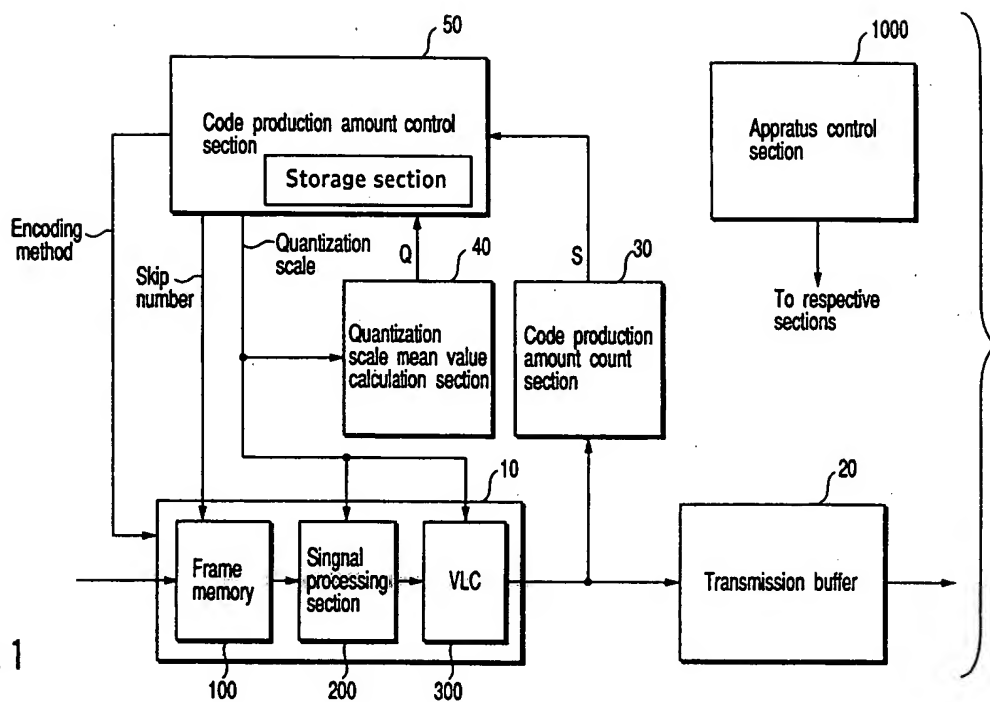 50
1000
Code production amount control
section
Storage section
Appratus control
section
Encoding
method
Skip
number
Quantization
scale
Q
40
S
30
To respective
sections
Quantization
scale mean value
calculation section
Code production
amount count
section
10
20
Frame
memory
Singnal
processing
section
VLC
Transmission buffer
100
200
300
1